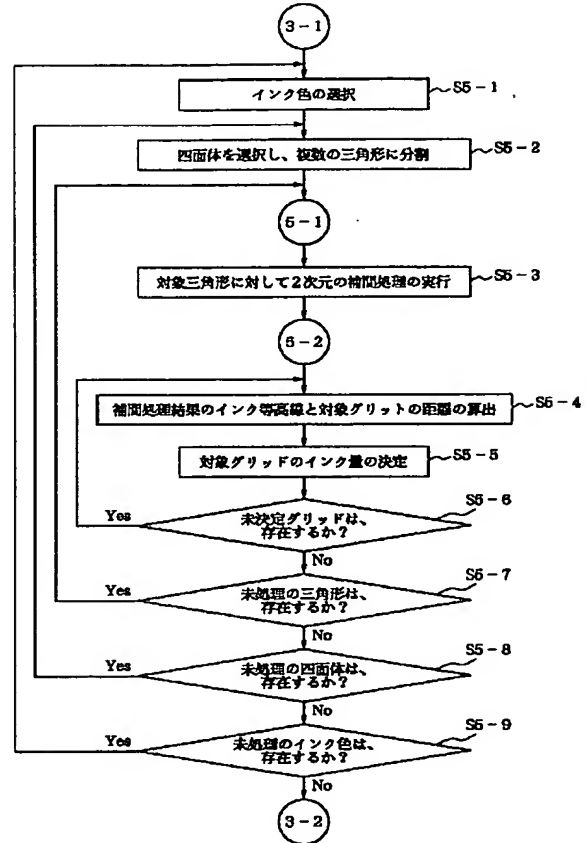 3-1
インク色の選択
S5-1
四面体を選択し、複数の三角形に分割
S5-2
5-1
対象三角形に対して2次元の補間処理の実行
S5-3
5-2
補間処理結果のインク等高線と対象グリットの距離の算出
S5-4
対象グリッドのインク量の決定
S5-5
S5-6
Yes
未決定グリッドは、
存在するか?
No
S5-7
Yes
未処理の三角形は、
存在するか?
No
S5-8
Yes
未処理の四面体は、
存在するか?
No
S5-9
Yes
未処理のインク色は、
存在するか?
No
3-2